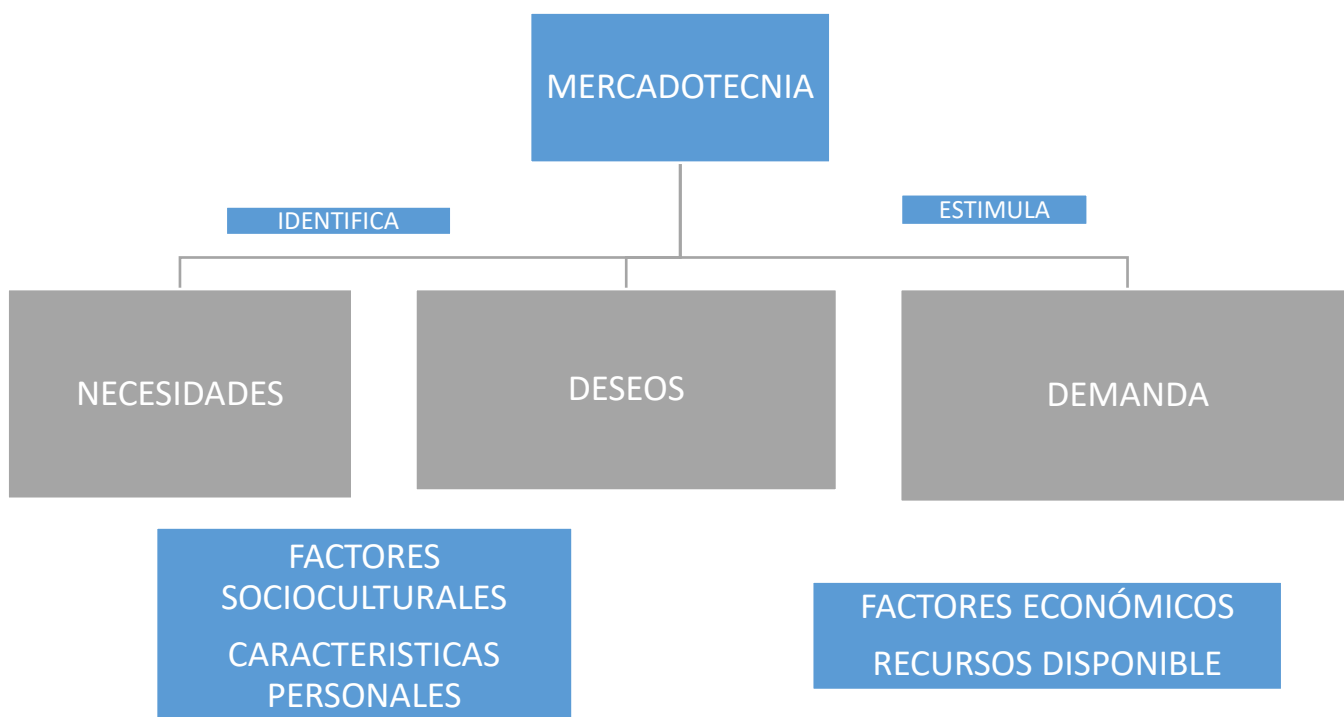 MERCADOTECNIA
IDENTIFICA
ESTIMULA
NECESIDADES
DESEOS
DEMANDA
FACTORES
SOCIOCULTURALES
CARACTERISTICAS
PERSONALES
FACTORES ECONÓMICOS
RECURSOS DISPONIBLE